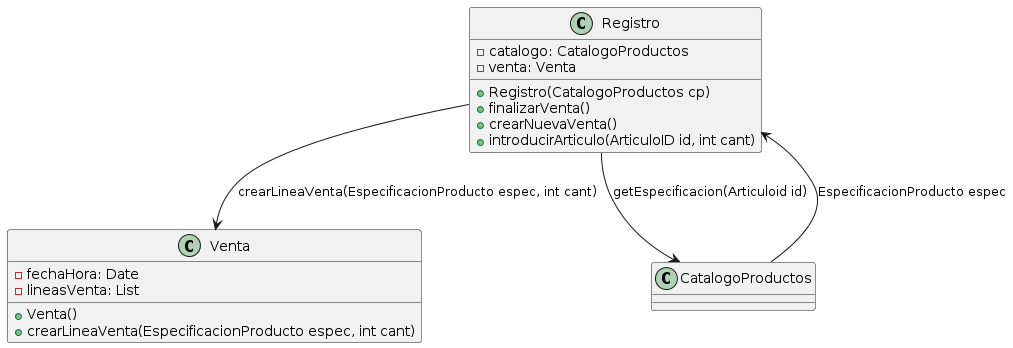 C Registro
catalogo: CatalogoProductos
venta: Venta
Registro(CatalogoProductos cp)
finalizarVenta()
crearNuevaVenta()
introducirArticulo(ArticuloID id, int cant)
crearLineaVenta(EspecificacionProducto espec, int cant)
getEspecificacion(Articuloid id)
EspecificacionProducto espec
C Venta
fechaHora: Date
lineasVenta: List
Venta()
crearLineaVenta(EspecificacionProducto espec, int cant)
C CatalogoProductos